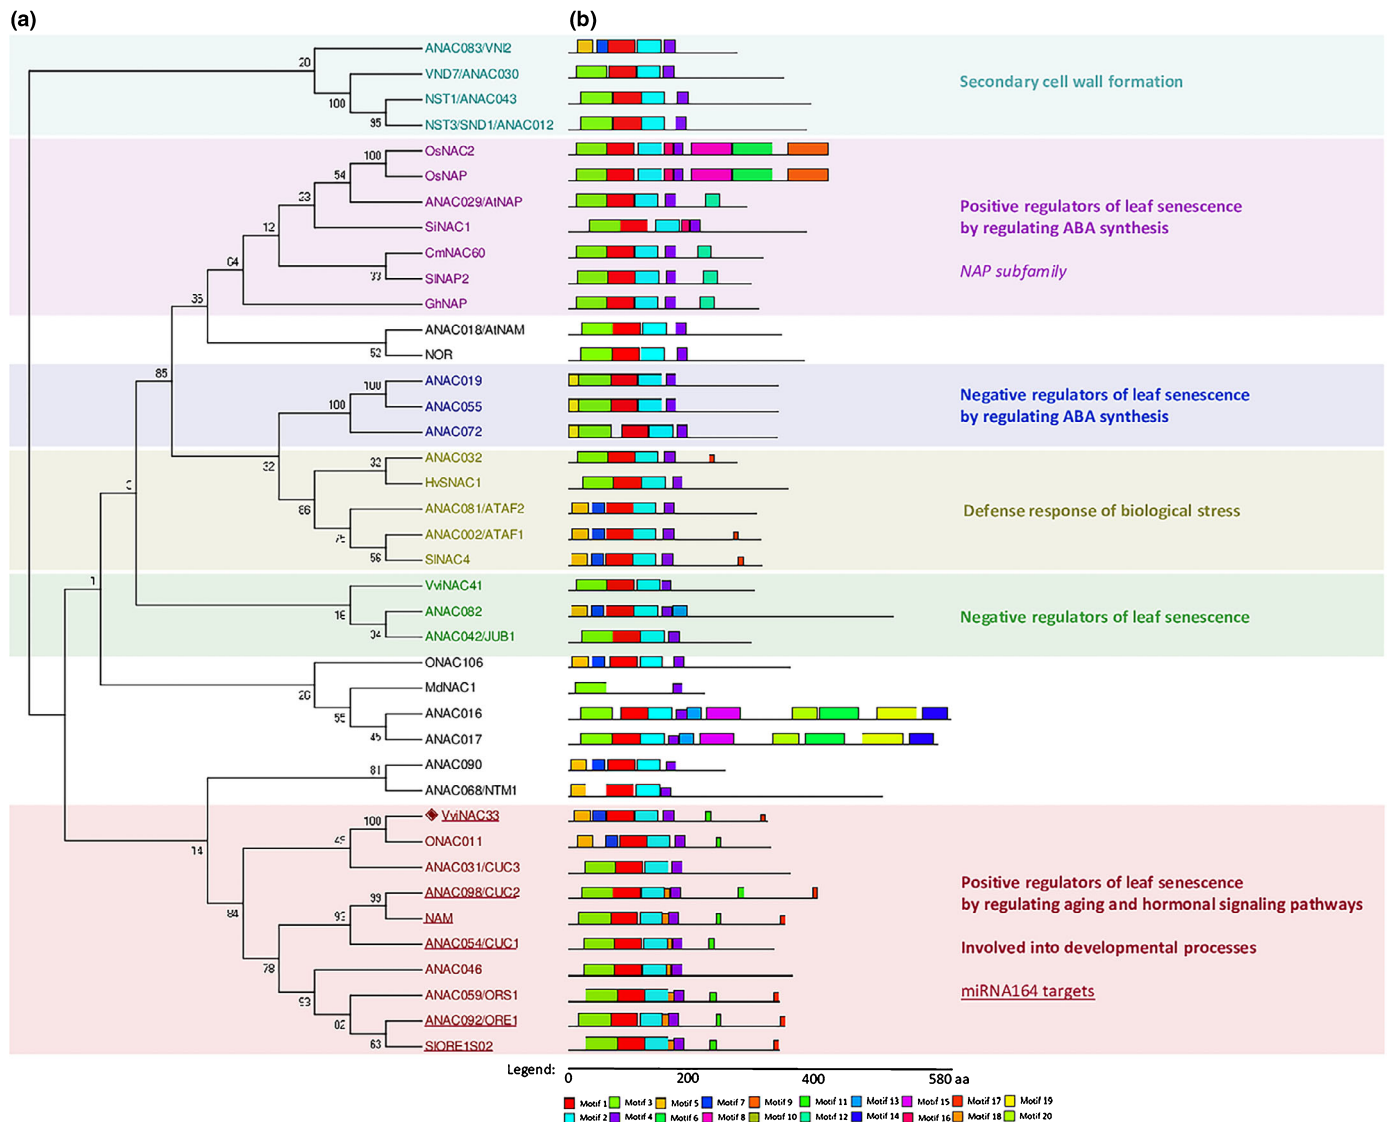 (a)
(b)
ANAC083/VNI2
VND7/ANAC030
NST1/ANAC043
NST3/SND1/ANAC012
20
100
95
Secondary cell wall formation
OsNAC2
OsNAP
ANAC029/AtNAP
SiNAC1
CmNAC60
SlNAP2
GhNAP
100
54
12
64
35
Positive regulators of leaf senescence
by regulating ABA synthesis
NAP subfamily
ANAC018/AtNAM
NOR
52
85
ANAC019
ANAC055
ANAC072
100
100
32
Negative regulators of leaf senescence
by regulating ABA synthesis
ANAC032
HvSNAC1
ANAC081/ATAF2
ANAC002/ATAF1
SlNAC4
86
56
Defense response of biological stress
VviNAC41
ANAC082
ANAC042/JUB1
1
16
34
Negative regulators of leaf senescence
ONAC106
MdNAC1
ANAC016
ANAC017
26
55
45
ANAC090
ANAC068/NTM1
81
14
VviNAC33
ONAC011
ANAC031/CUC3
ANAC098/CUC2
NAM
ANAC054/CUC1
ANAC046
ANAC059/ORS1
ANAC092/ORE1
SlORE1S02
100
99
84
78
63
Positive regulators of leaf senescence
by regulating aging and hormonal signaling pathways
Involved into developmental processes
miRNA164 targets
Legend:
0 200 400 580 aa
Motif 1 Motif 3 Motif 5 Motif 7 Motif 9 Motif 11 Motif 13 Motif 15 Motif 17 Motif 19
Motif 2 Motif 4 Motif 6 Motif 8 Motif 10 Motif 12 Motif 14 Motif 16 Motif 18 Motif 20